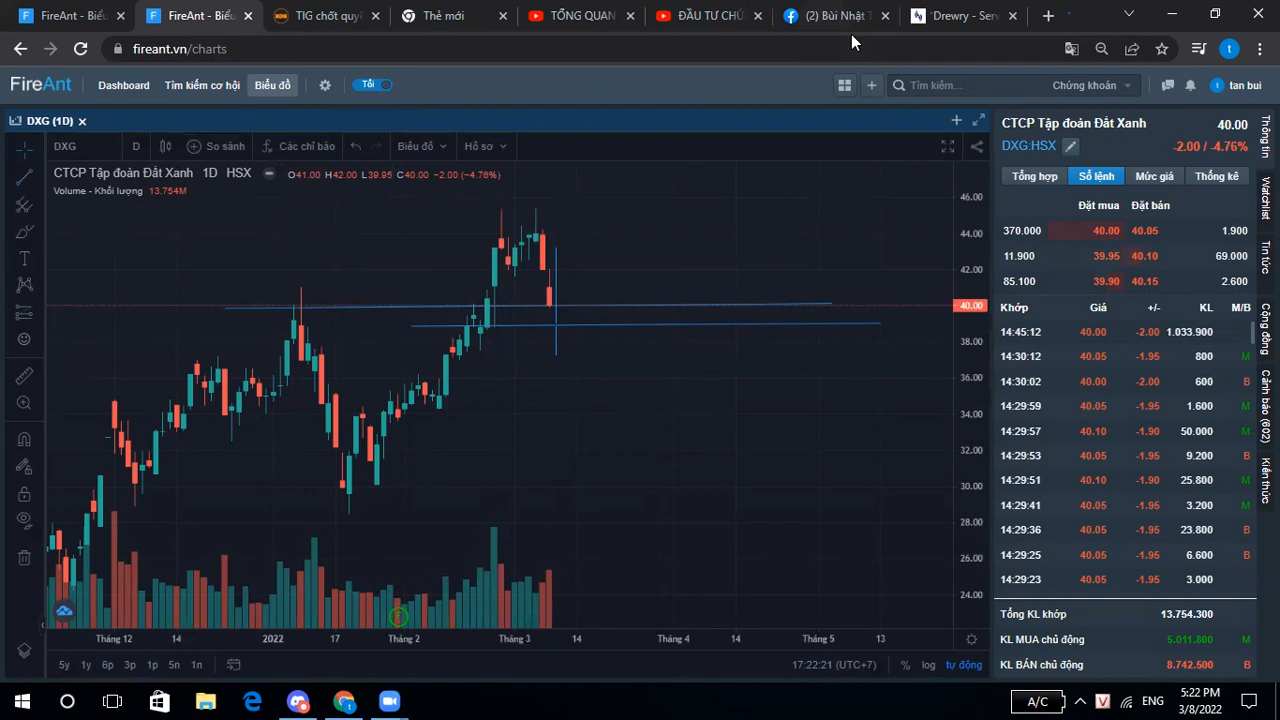 FireAnt - Biểu
FireAnt - Biểu
TIG chốt quyề
Thẻ mới
TỔNG QUAN
ĐẦU TƯ CHỨ
(2) Bùi Nhật T
Drewry - Serv
fireant.vn/charts
FireAnt Dashboard Tìm kiếm cơ hội Biểu đồ Tối Tìm kiếm... Chứng khoán tan bui
DXG (1D)
DXG D So sánh Các chỉ báo Biểu đồ Hồ sơ
CTCP Tập đoàn Đất Xanh 1D HSX O41.00 H42.00 L39.95 C40.00 -2.00 (-4.76%)
Volume - Khối lượng 13.754M
46.00
44.00
42.00
40.00
38.00
36.00
34.00
32.00
30.00
28.00
26.00
24.00
Tháng 12 14 2022 17 Tháng 2 Tháng 3 14 Tháng 4 14 Tháng 5 13
5y 1y 6p 3p 1p 5n 1n 17:22:21 (UTC+7) % log tự động
CTCP Tập đoàn Đất Xanh 40.00
DXG:HSX -2.00 / -4.76%
Tổng hợp Sổ lệnh Mức giá Thống kê
Đặt mua Đặt bán
370.000 40.00 40.05 1.900
11.900 39.95 40.10 69.000
85.100 39.90 40.15 2.600
Khớp Giá +/- KL M/B
14:45:12 40.00 -2.00 1.033.900
14:30:12 40.05 -1.95 800 M
14:30:02 40.00 -2.00 600 B
14:29:59 40.05 -1.95 1.600 M
14:29:57 40.10 -1.90 50.000 M
14:29:53 40.05 -1.95 9.200 B
14:29:51 40.10 -1.90 25.800 M
14:29:41 40.05 -1.95 3.200 M
14:29:36 40.05 -1.95 23.800 B
14:29:25 40.05 -1.95 6.600 B
14:29:23 40.05 -1.95 3.000
Tổng KL khớp 13.754.300
KL MUA chủ động 5.011.800 M
KL BÁN chủ động 8.742.500 B
Thông tin
Watchlist
Tin tức
Cộng đồng
Cảnh báo (602)
Kiến thức
A/C ENG 5:22 PM
3/8/2022